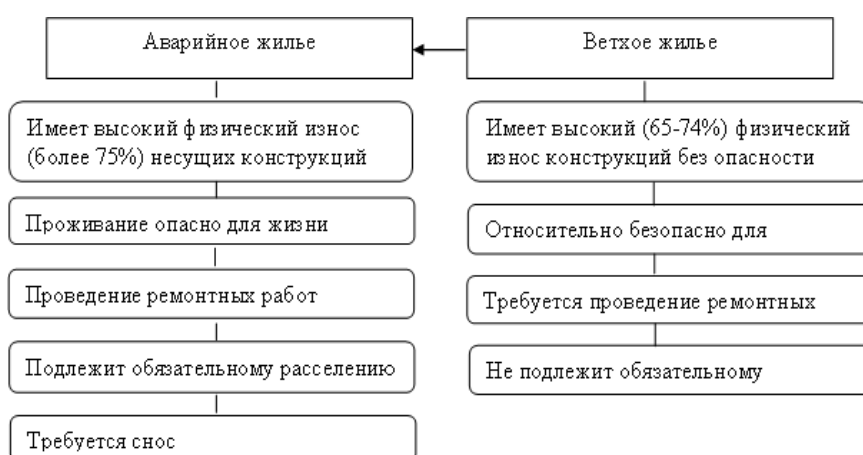 Аварийное жилье
Ветхое жилье
Имеет высокий физический износ
(более 75%) несущих конструкций
Проживание опасно для жизни
Проведение ремонтных работ
Подлежит обязательному расселению
Требуется снос
Имеет высокий (65-74%) физический
износ конструкций без опасности
Относительно безопасно для
Требуется проведение ремонтных
Не подлежит обязательному